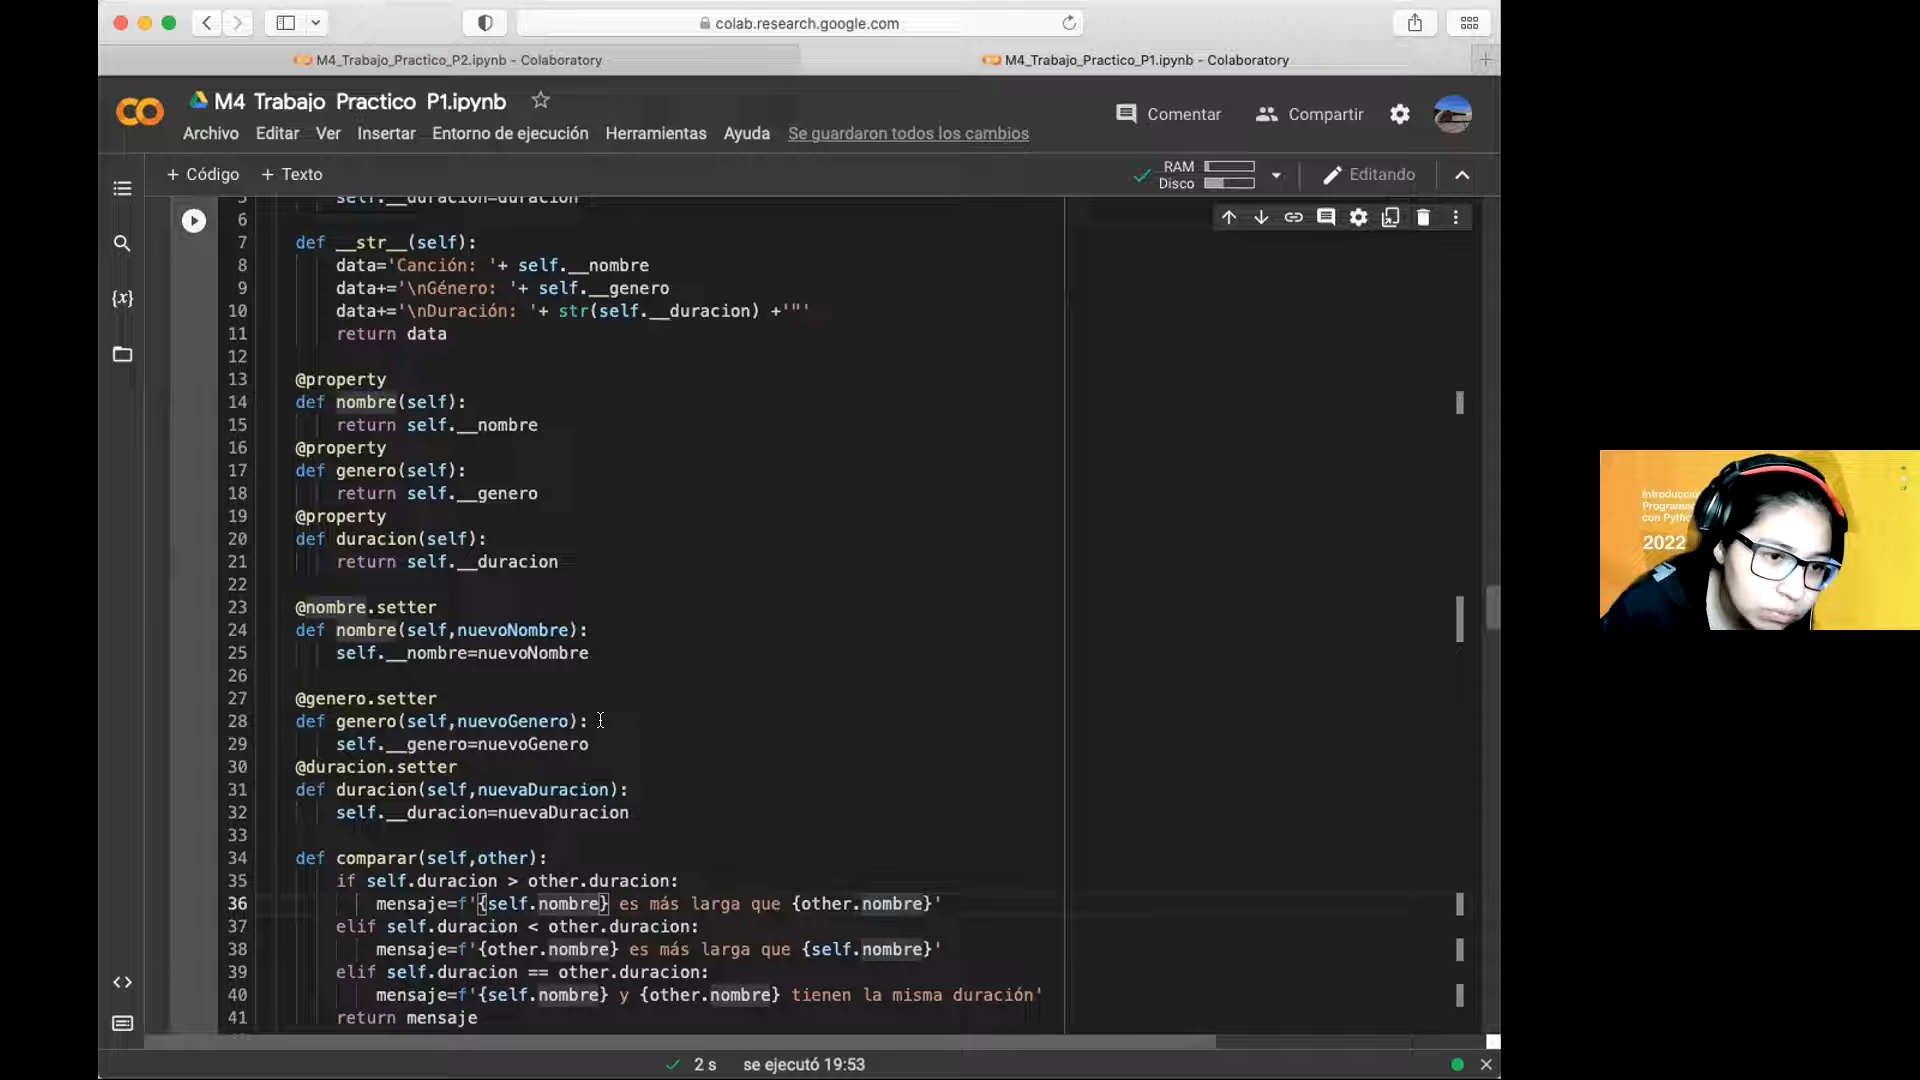 colab.research.google.com
M4_Trabajo_Practico_P2.ipynb - Colaboratory
M4_Trabajo_Practico_P1.ipynb - Colaboratory
M4 Trabajo Practico P1.ipynb
Comentar
Compartir
Archivo Editar Ver Insertar Entorno de ejecución Herramientas Ayuda Se guardaron todos los cambios
+ Código + Texto
RAM
Disco
Editando
5 self.__duracion=duracion
6
7 def __str__(self):
8 data='Canción: '+ self.__nombre
9 data+='\nGénero: '+ self.__genero
10 data+='\nDuración: '+ str(self.__duracion) +'"'
11 return data
12
13 @property
14 def nombre(self):
15 return self.__nombre
16 @property
17 def genero(self):
18 return self.__genero
19 @property
20 def duracion(self):
21 return self.__duracion
22
23 @nombre.setter
24 def nombre(self,nuevoNombre):
25 self.__nombre=nuevoNombre
26
27 @genero.setter
28 def genero(self,nuevoGenero):
29 self.__genero=nuevoGenero
30 @duracion.setter
31 def duracion(self,nuevaDuracion):
32 self.__duracion=nuevaDuracion
33
34 def comparar(self,other):
35 if self.duracion > other.duracion:
36 mensaje=f'{self.nombre} es más larga que {other.nombre}'
37 elif self.duracion < other.duracion:
38 mensaje=f'{other.nombre} es más larga que {self.nombre}'
39 elif self.duracion == other.duracion:
40 mensaje=f'{self.nombre} y {other.nombre} tienen la misma duración'
41 return mensaje
2 s se ejecutó 19:53
con Pyth
2022